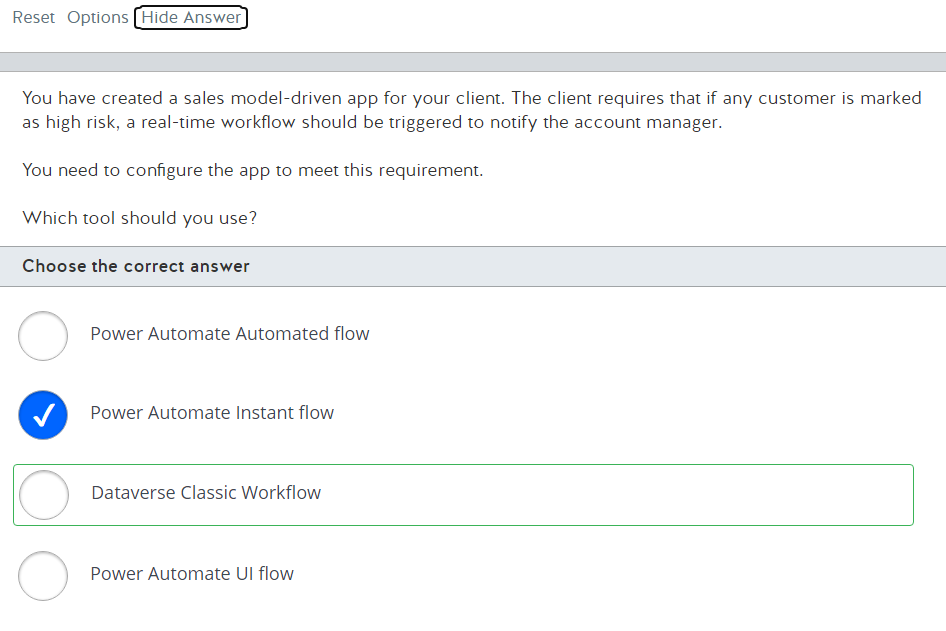 Reset Options Hide Answer
You have created a sales model-driven app for your client. The client requires that if any customer is marked
as high risk, a real-time workflow should be triggered to notify the account manager.
You need to configure the app to meet this requirement.
Which tool should you use?
Choose the correct answer
Power Automate Automated flow
Power Automate Instant flow
Dataverse Classic Workflow
Power Automate UI flow